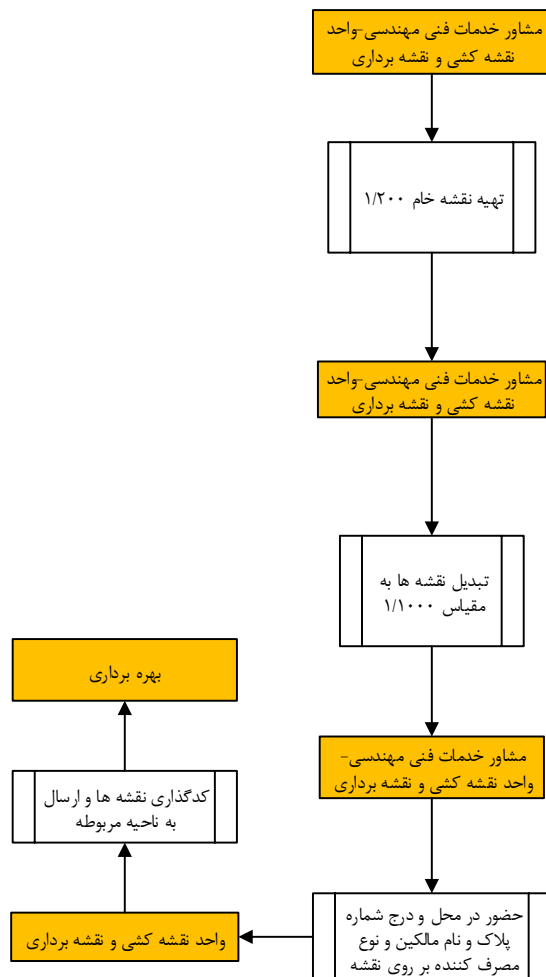 مشاور خدمات فنی مهندسی-واحد
نقشه کشی و نقشه برداری
تهیه نقشه خام ۱/۲۰۰
مشاور خدمات فنی مهندسی-واحد
نقشه کشی و نقشه برداری
تبدیل نقشه ها به
مقیاس ۱/۱۰۰۰
مشاور خدمات فنی مهندسی-
واحد نقشه کشی و نقشه برداری
حضور در محل و درج شماره
پلاک و نام مالکین و نوع
مصرف کننده بر روی نقشه
واحد نقشه کشی و نقشه برداری
کدگذاری نقشه ها و ارسال
به ناحیه مربوطه
بهره برداری